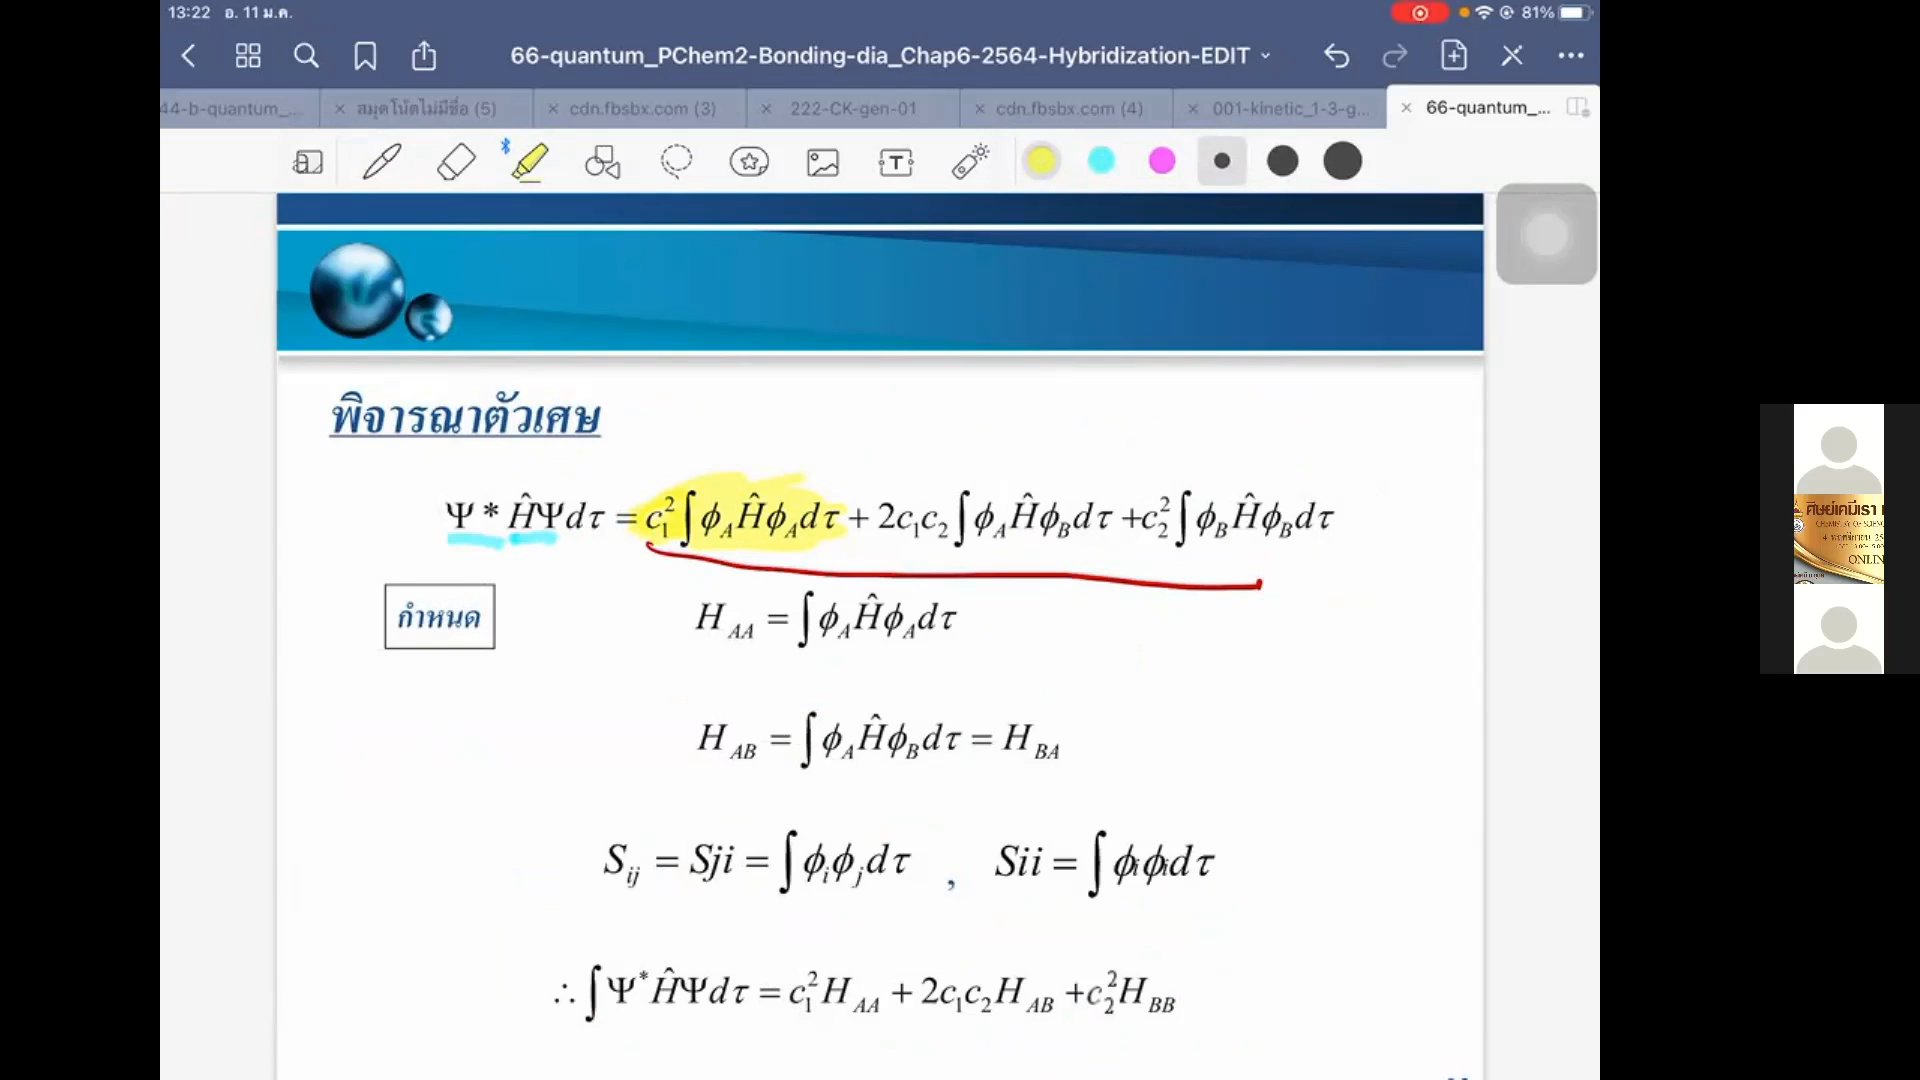 13:22 อ. 11 ม.ค. 81%
66-quantum_PChem2-Bonding-dia_Chap6-2564-Hybridization-EDIT
44-b-quantum_... × สมุดโน้ตไม่มีชื่อ (5) × cdn.fbsbx.com (3) × 222-CK-gen-01 × cdn.fbsbx.com (4) × 001-kinetic_1-3-g... × 66-quantum_...
พิจารณาตัวเศษ
Ψ * ĤΨdτ = c₁² ∫ φ_A Ĥ φ_A dτ + 2c₁c₂ ∫ φ_A Ĥ φ_B dτ + c₂² ∫ φ_B Ĥ φ_B dτ
กำหนด
H_AA = ∫ φ_A Ĥ φ_A dτ
H_AB = ∫ φ_A Ĥ φ_B dτ = H_BA
S_ij = Sji = ∫ φ_i φ_j dτ , Sii = ∫ φ_i φ_i dτ
∴ ∫ Ψ* ĤΨdτ = c₁² H_AA + 2c₁c₂ H_AB + c₂² H_BB
ศิษย์เคมีเรา
CHEMISTRY OF SCIEN
ONLIN